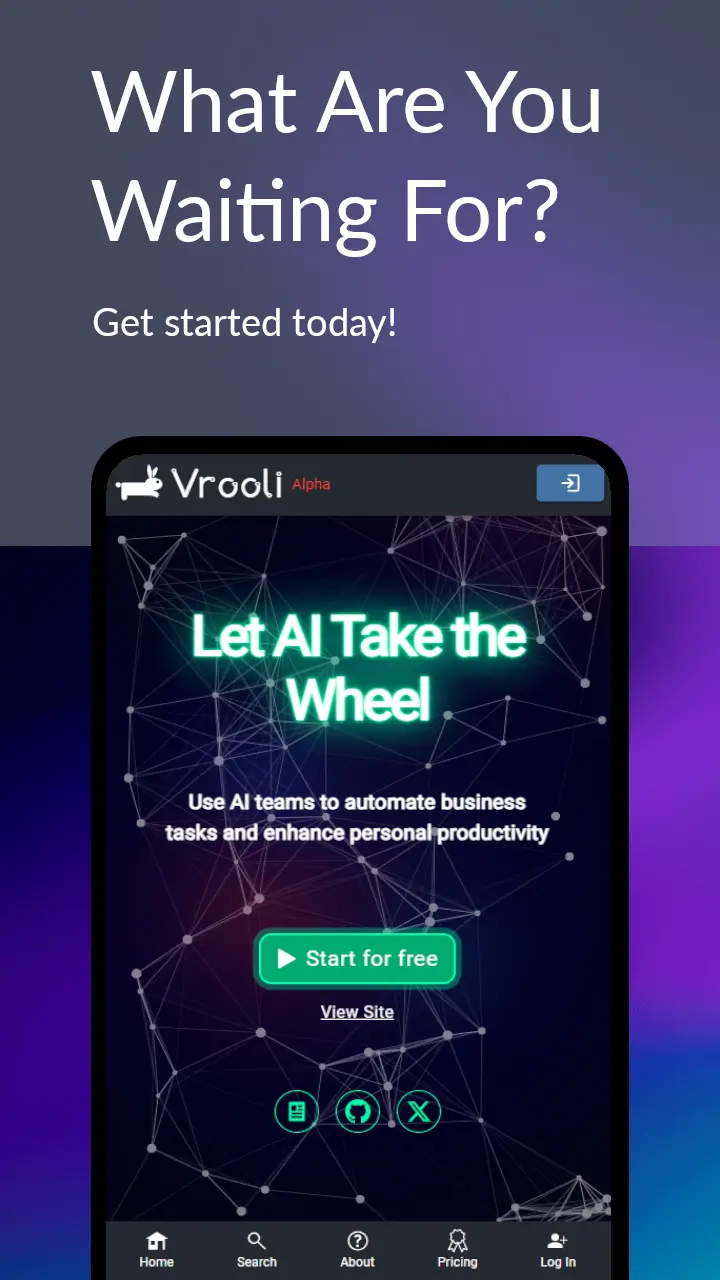 What Are You
Waiting For?
Get started today!
Vrooli Alpha
Let AI Take the
Wheel
Use AI teams to automate business
tasks and enhance personal productivity
Start for free
View Site
Home Search About Pricing Log In